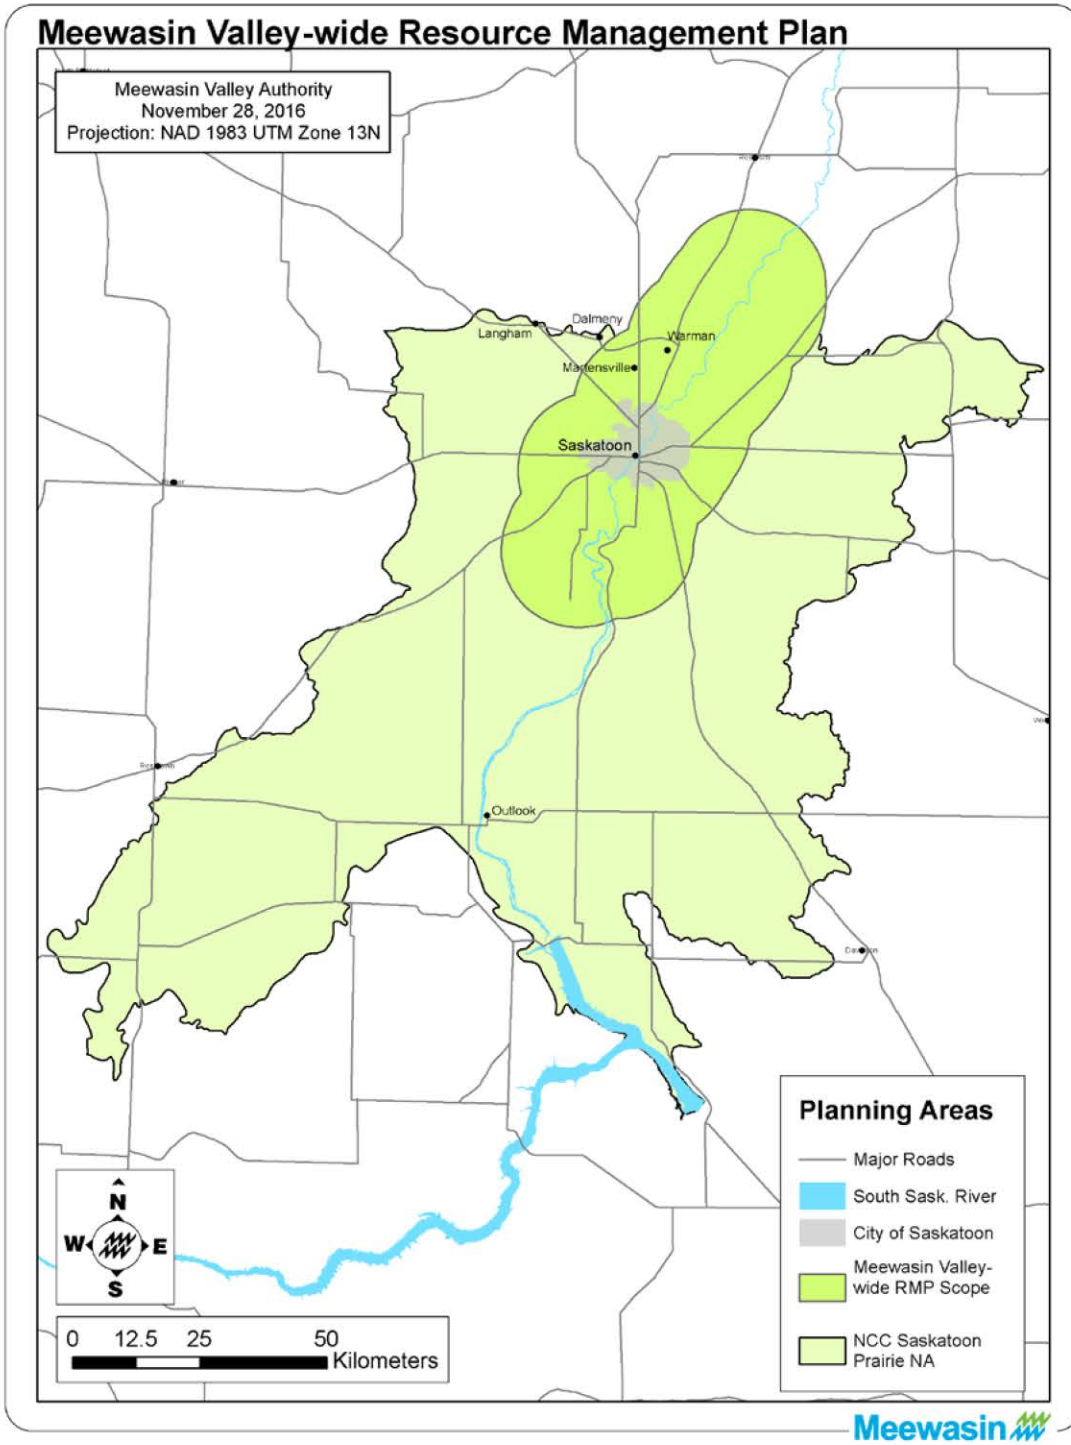 Meewasin Valley-wide Resource Management Plan
Meewasin Valley Authority
November 28, 2016
Projection: NAD 1983 UTM Zone 13N
Dalmeny
Langham
Warman
Martensville
Saskatoon
Outlook
Planning Areas
Major Roads
South Sask. River
City of Saskatoon
Meewasin Valley-
wide RMP Scope
NCC Saskatoon
Prairie NA
N
W E
S
0 12.5 25 50
Kilometers
Meewasin